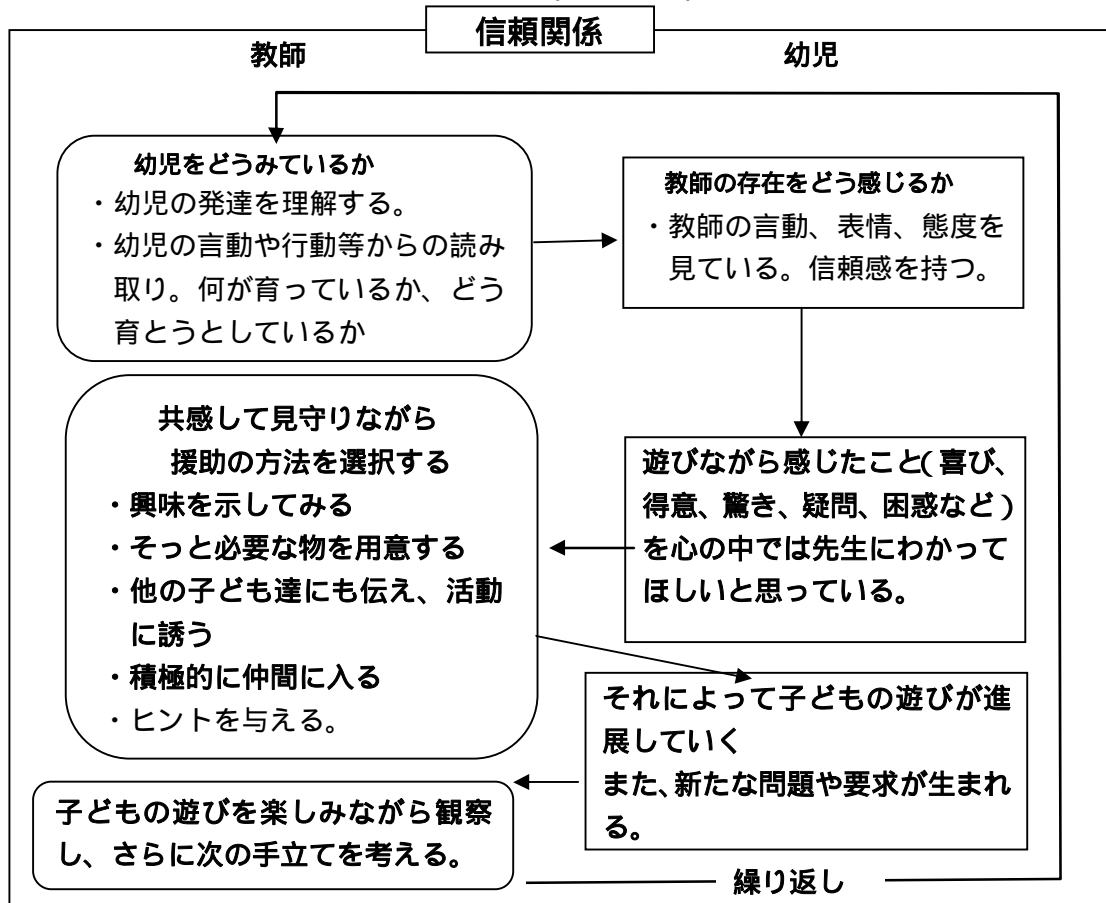 信頼関係
教師
幼児
幼児をどうみているか
・幼児の発達を理解する。
・幼児の言動や行動等からの読み
取り。何が育っているか、どう
育とうとしているか
教師の存在をどう感じるか
・教師の言動、表情、態度を
見ている。信頼感を持つ。
遊びながら感じたこと(喜び、
得意、驚き、疑問、困惑など)
を心の中では先生にわかって
ほしいと思っている。
共感して見守りながら
援助の方法を選択する
・興味を示してみる
・そっと必要な物を用意する
・他の子ども達にも伝え、活動
に誘う
・積極的に仲間に入る
・ヒントを与える。
それによって子どもの遊びが進
展していく
また、新たな問題や要求が生まれ
る。
子どもの遊びを楽しみながら観察
し、さらに次の手立てを考える。
繰り返し